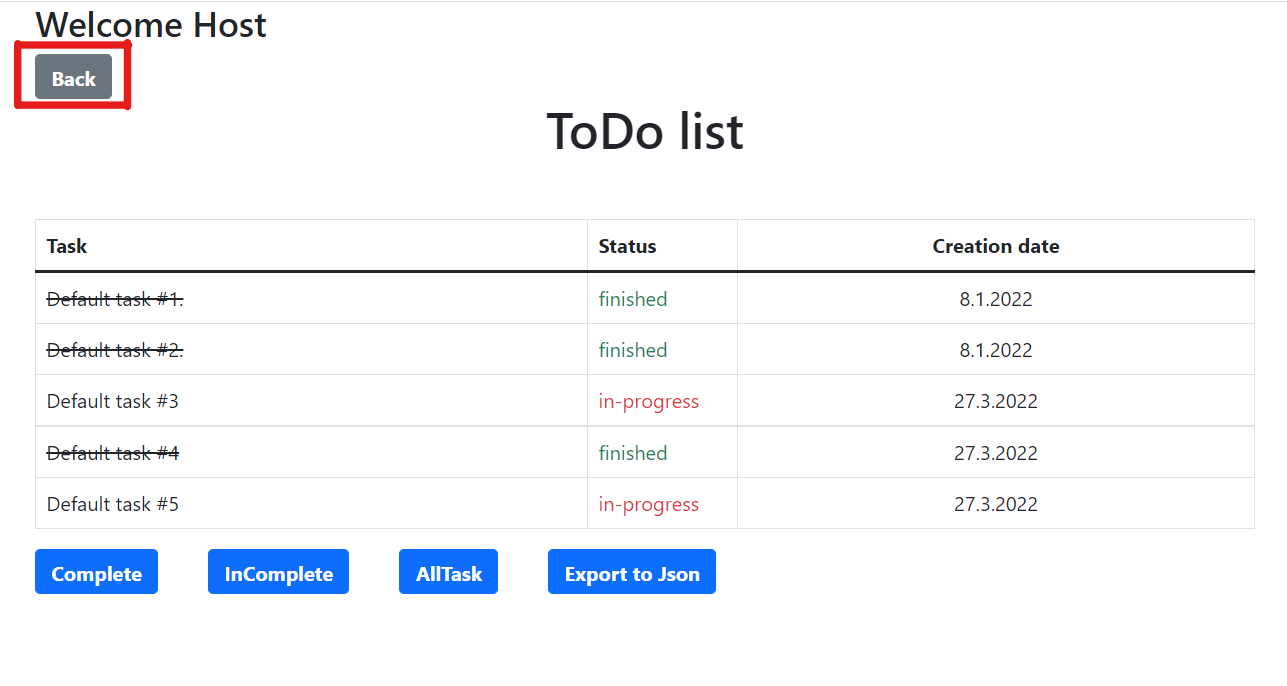 Welcome Host
Back
ToDo list
Task Status Creation date
Default task #1. finished 8.1.2022
Default task #2. finished 8.1.2022
Default task #3 in-progress 27.3.2022
Default task #4 finished 27.3.2022
Default task #5 in-progress 27.3.2022
Complete InComplete AllTask Export to Json